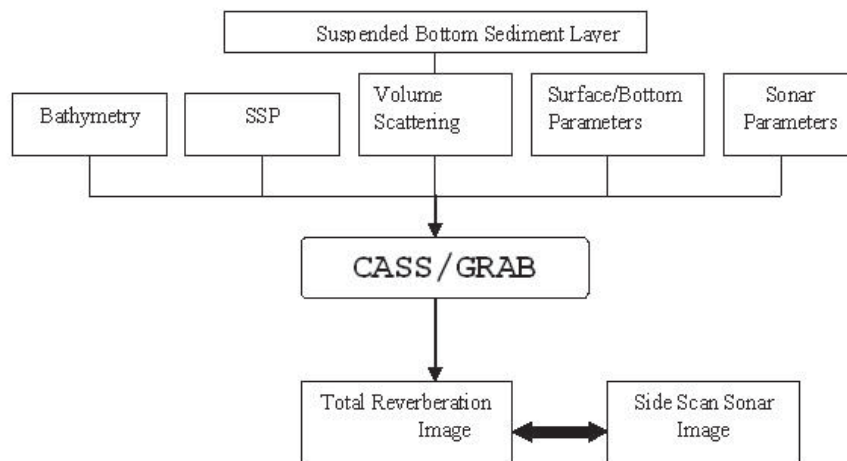 Suspended Bottom Sediment Layer
Bathymetry
SSP
Volume
Scattering
Surface/Bottom
Parameters
Sonar
Parameters
CASS/GRAB
Total Reverberation
Image
Side Scan Sonar
Image